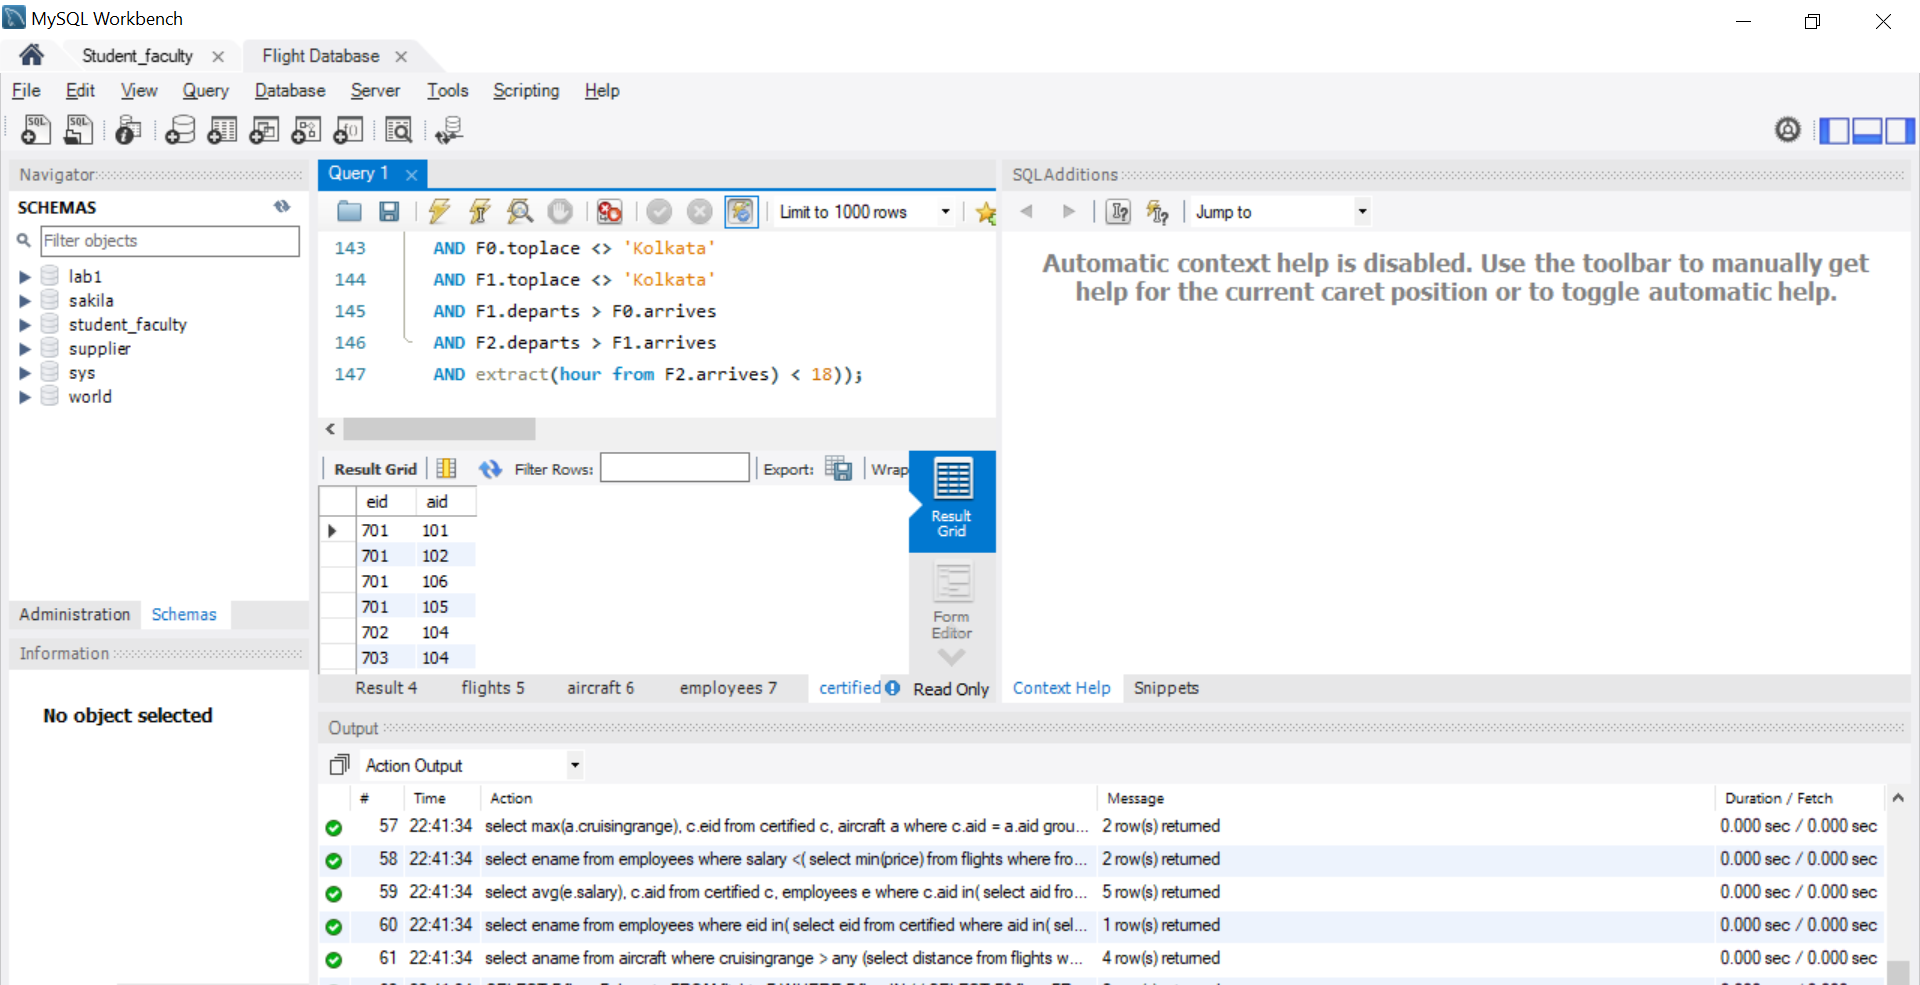 MySQL Workbench
Student_faculty
Flight Database
File Edit View Query Database Server Tools Scripting Help
Navigator
SCHEMAS
Filter objects
lab1
sakila
student_faculty
supplier
sys
world
Administration Schemas
Information
No object selected
Query 1
Limit to 1000 rows
143 AND F0.toplace <> 'Kolkata'
144 AND F1.toplace <> 'Kolkata'
145 AND F1.departs > F0.arrives
146 AND F2.departs > F1.arrives
147 AND extract(hour from F2.arrives) < 18));
Result Grid Filter Rows: Export: Wrap
eid aid
701 101
701 102
701 106
701 105
702 104
703 104
Result
Grid
Form
Editor
Result 4 flights 5 aircraft 6 employees 7 certified Read Only
SQLAdditions
Jump to
Automatic context help is disabled. Use the toolbar to manually get
help for the current caret position or to toggle automatic help.
Context Help Snippets
Output
Action Output
# Time Action Message Duration / Fetch
57 22:41:34 select max(a.cruisingrange), c.eid from certified c, aircraft a where c.aid = a.aid grou... 2 row(s) returned 0.000 sec / 0.000 sec
58 22:41:34 select ename from employees where salary <( select min(price) from flights where fro... 2 row(s) returned 0.000 sec / 0.000 sec
59 22:41:34 select avg(e.salary), c.aid from certified c, employees e where c.aid in( select aid fro... 5 row(s) returned 0.000 sec / 0.000 sec
60 22:41:34 select ename from employees where eid in( select eid from certified where aid in( sel... 1 row(s) returned 0.000 sec / 0.000 sec
61 22:41:34 select aname from aircraft where cruisingrange > any (select distance from flights w... 4 row(s) returned 0.000 sec / 0.000 sec